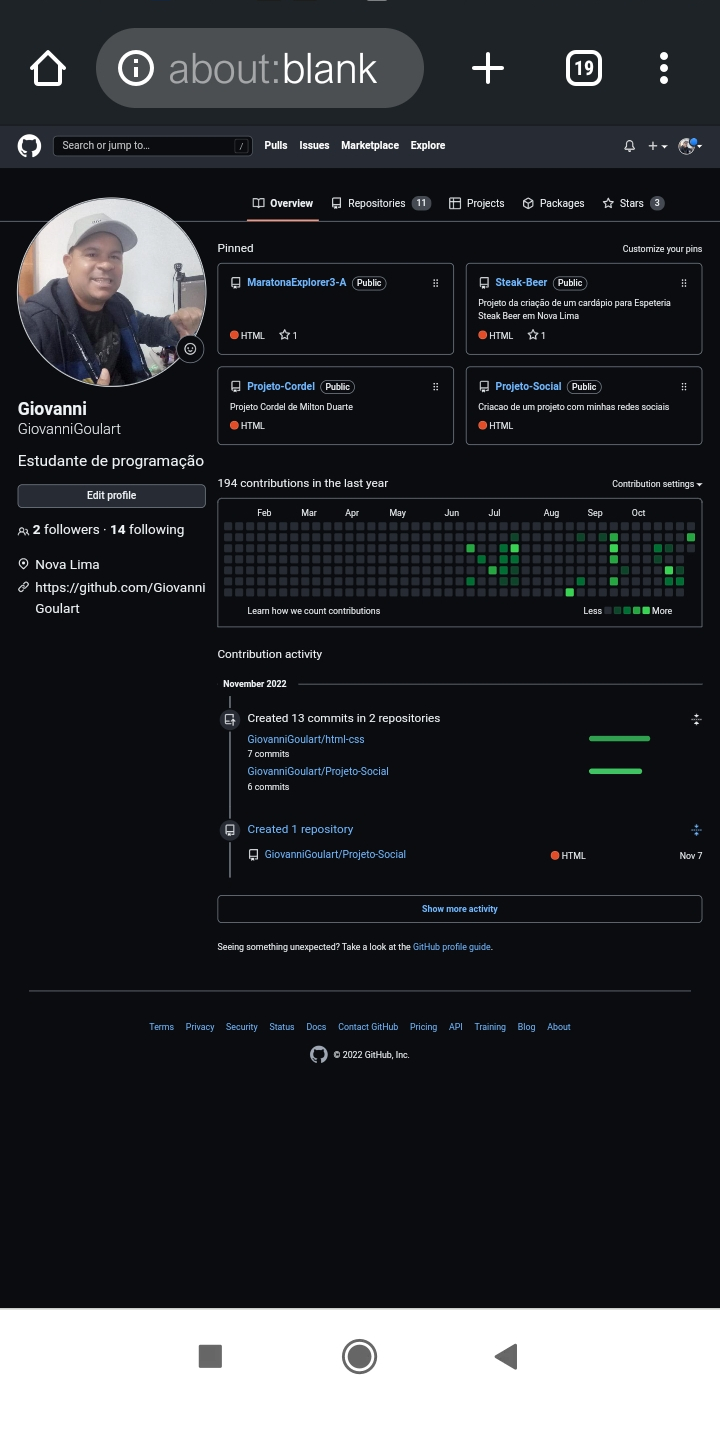 about:blank
19
Search or jump to…
/
Pulls Issues Marketplace Explore
Overview
Repositories 11
Projects
Packages
Stars 3
Giovanni
GiovanniGoulart
Estudante de programação
Edit profile
2 followers · 14 following
Nova Lima
https://github.com/Giovanni
Goulart
Pinned
Customize your pins
MaratonaExplorer3-A Public
HTML 1
Steak-Beer Public
Projeto da criação de um cardápio para Espeteria
Steak Beer em Nova Lima
HTML 1
Projeto-Cordel Public
Projeto Cordel de Milton Duarte
HTML
Projeto-Social Public
Criacao de um projeto com minhas redes sociais
HTML
194 contributions in the last year
Contribution settings
Feb Mar Apr May Jun Jul Aug Sep Oct
Learn how we count contributions
Less More
Contribution activity
November 2022
Created 13 commits in 2 repositories
GiovanniGoulart/html-css
7 commits
GiovanniGoulart/Projeto-Social
6 commits
Created 1 repository
GiovanniGoulart/Projeto-Social HTML Nov 7
Show more activity
Seeing something unexpected? Take a look at the GitHub profile guide.
Terms Privacy Security Status Docs Contact GitHub Pricing API Training Blog About
© 2022 GitHub, Inc.